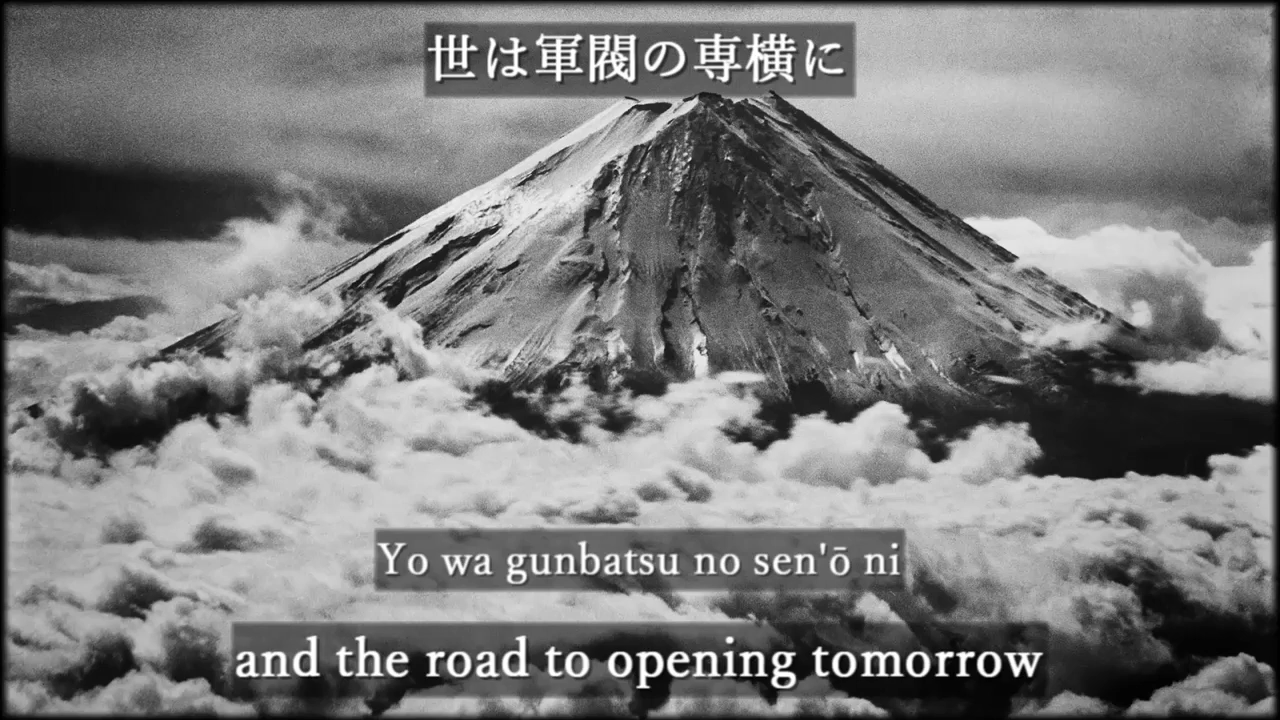 世は軍閥の専横に
Yo wa gunbatsu no sen'ō ni
and the road to opening tomorrow